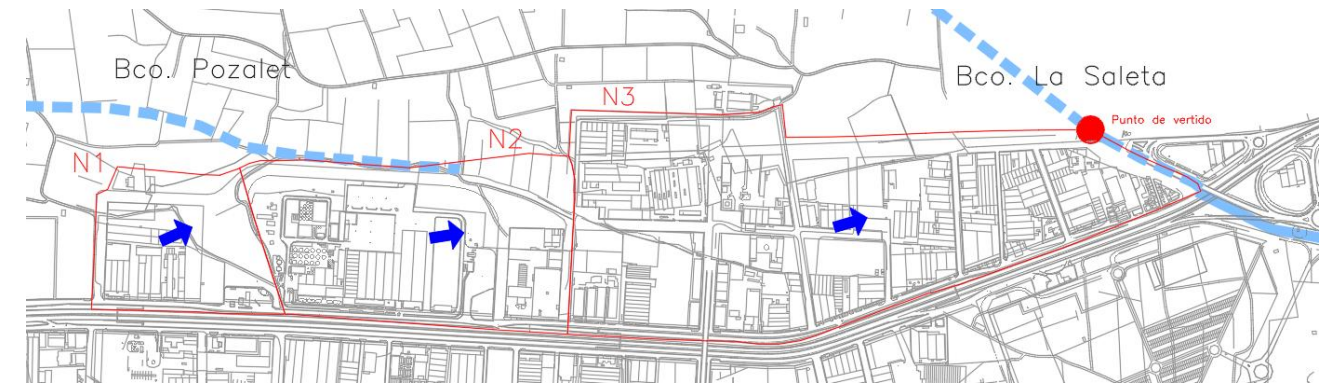 Bco. Pozalet
Bco. La Saleta
N3
Punto de vertido
N2
N1